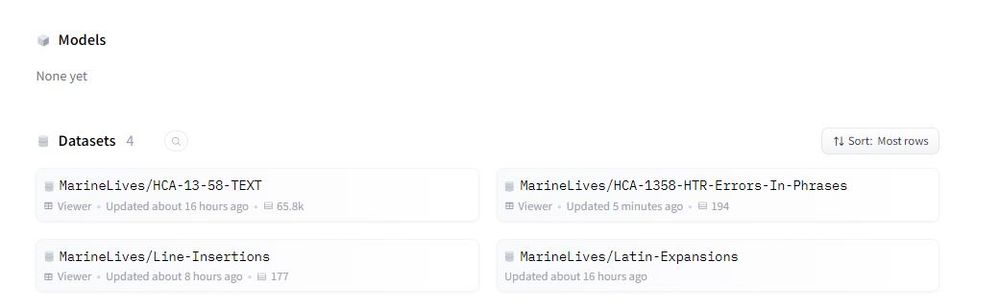 Models
None yet
Datasets 4
Sort: Most rows
MarineLives/HCA-13-58-TEXT
Viewer • Updated about 16 hours ago • 65.8k
MarineLives/HCA-1358-HTR-Errors-In-Phrases
Viewer • Updated 5 minutes ago • 194
MarineLives/Line-Insertions
Viewer • Updated about 8 hours ago • 177
MarineLives/Latin-Expansions
Updated about 16 hours ago